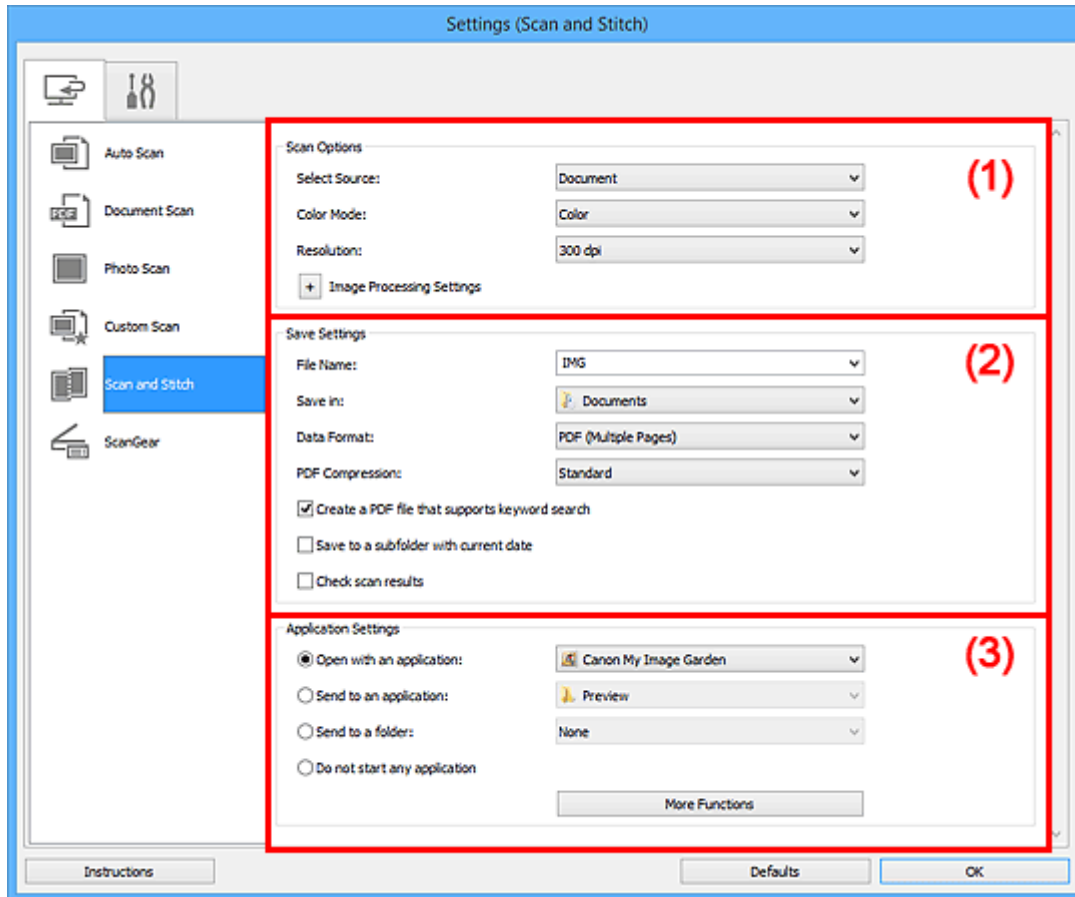 Settings (Scan and Stitch)
Auto Scan
PDF
Document Scan
Photo Scan
Custom Scan
Scan and Stitch
ScanGear
(1)
Scan Options
Select Source: Document
Color Mode: Color
Resolution: 300 dpi
+ Image Processing Settings
(2)
Save Settings
File Name: IMG
Save in: Documents
Data Format: PDF (Multiple Pages)
PDF Compression: Standard
Create a PDF file that supports keyword search
Save to a subfolder with current date
Check scan results
(3)
Application Settings
Open with an application: Canon My Image Garden
Send to an application: Preview
Send to a folder: None
Do not start any application
More Functions
Instructions
Defaults
OK